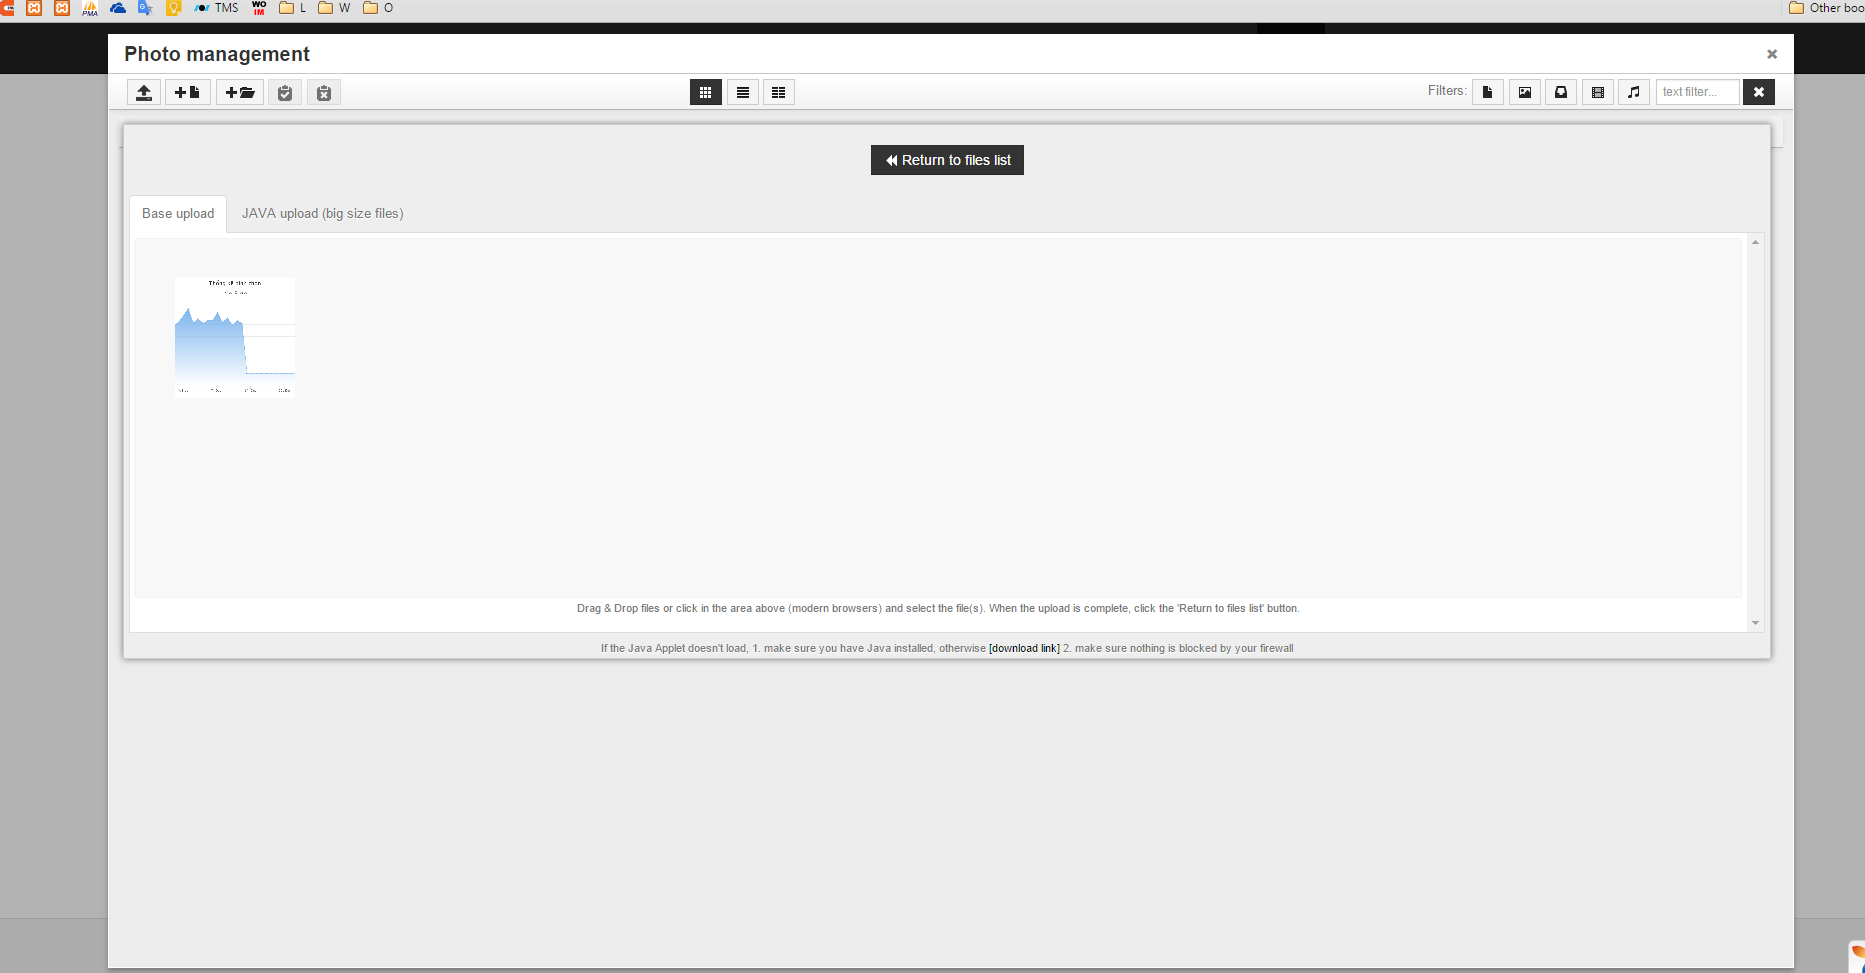 PMA TMS WO IM L W O Other boo
Photo management
Filters: text filter...
Return to files list
Base upload JAVA upload (big size files)
Drag & Drop files or click in the area above (modern browsers) and select the file(s). When the upload is complete, click the 'Return to files list' button.
If the Java Applet doesn't load, 1. make sure you have Java installed, otherwise [download link] 2. make sure nothing is blocked by your firewall